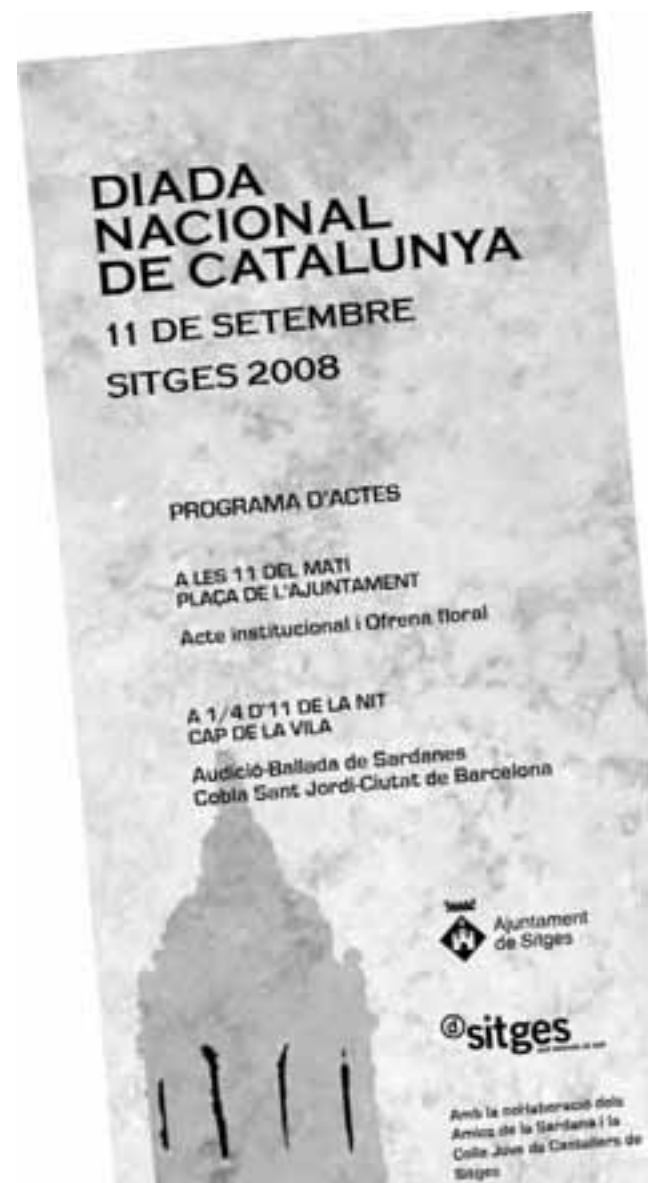 DIADA
NACIONAL
DE CATALUNYA
11 DE SETEMBRE
SITGES 2008
PROGRAMA D'ACTES
A LES 11 DEL MATI
PLAÇA DE L'AJUNTAMENT
Acte institucional i Ofrena floral
A 1/4 D'11 DE LA NIT
CAP DE LA VILA
Audició-Ballada de Sardanes
Cobla Sant Jordi-Ciutat de Barcelona
Ajuntament
de Sitges
@sitges
Amb la col·laboració dels
Amics de la Sardana i la
Colla Jove de Castellers de
Sitges